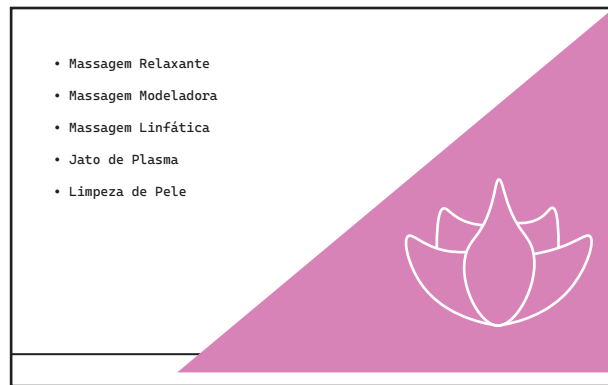 • Massagem Relaxante
• Massagem Modeladora
• Massagem Linfática
• Jato de Plasma
• Limpeza de Pele